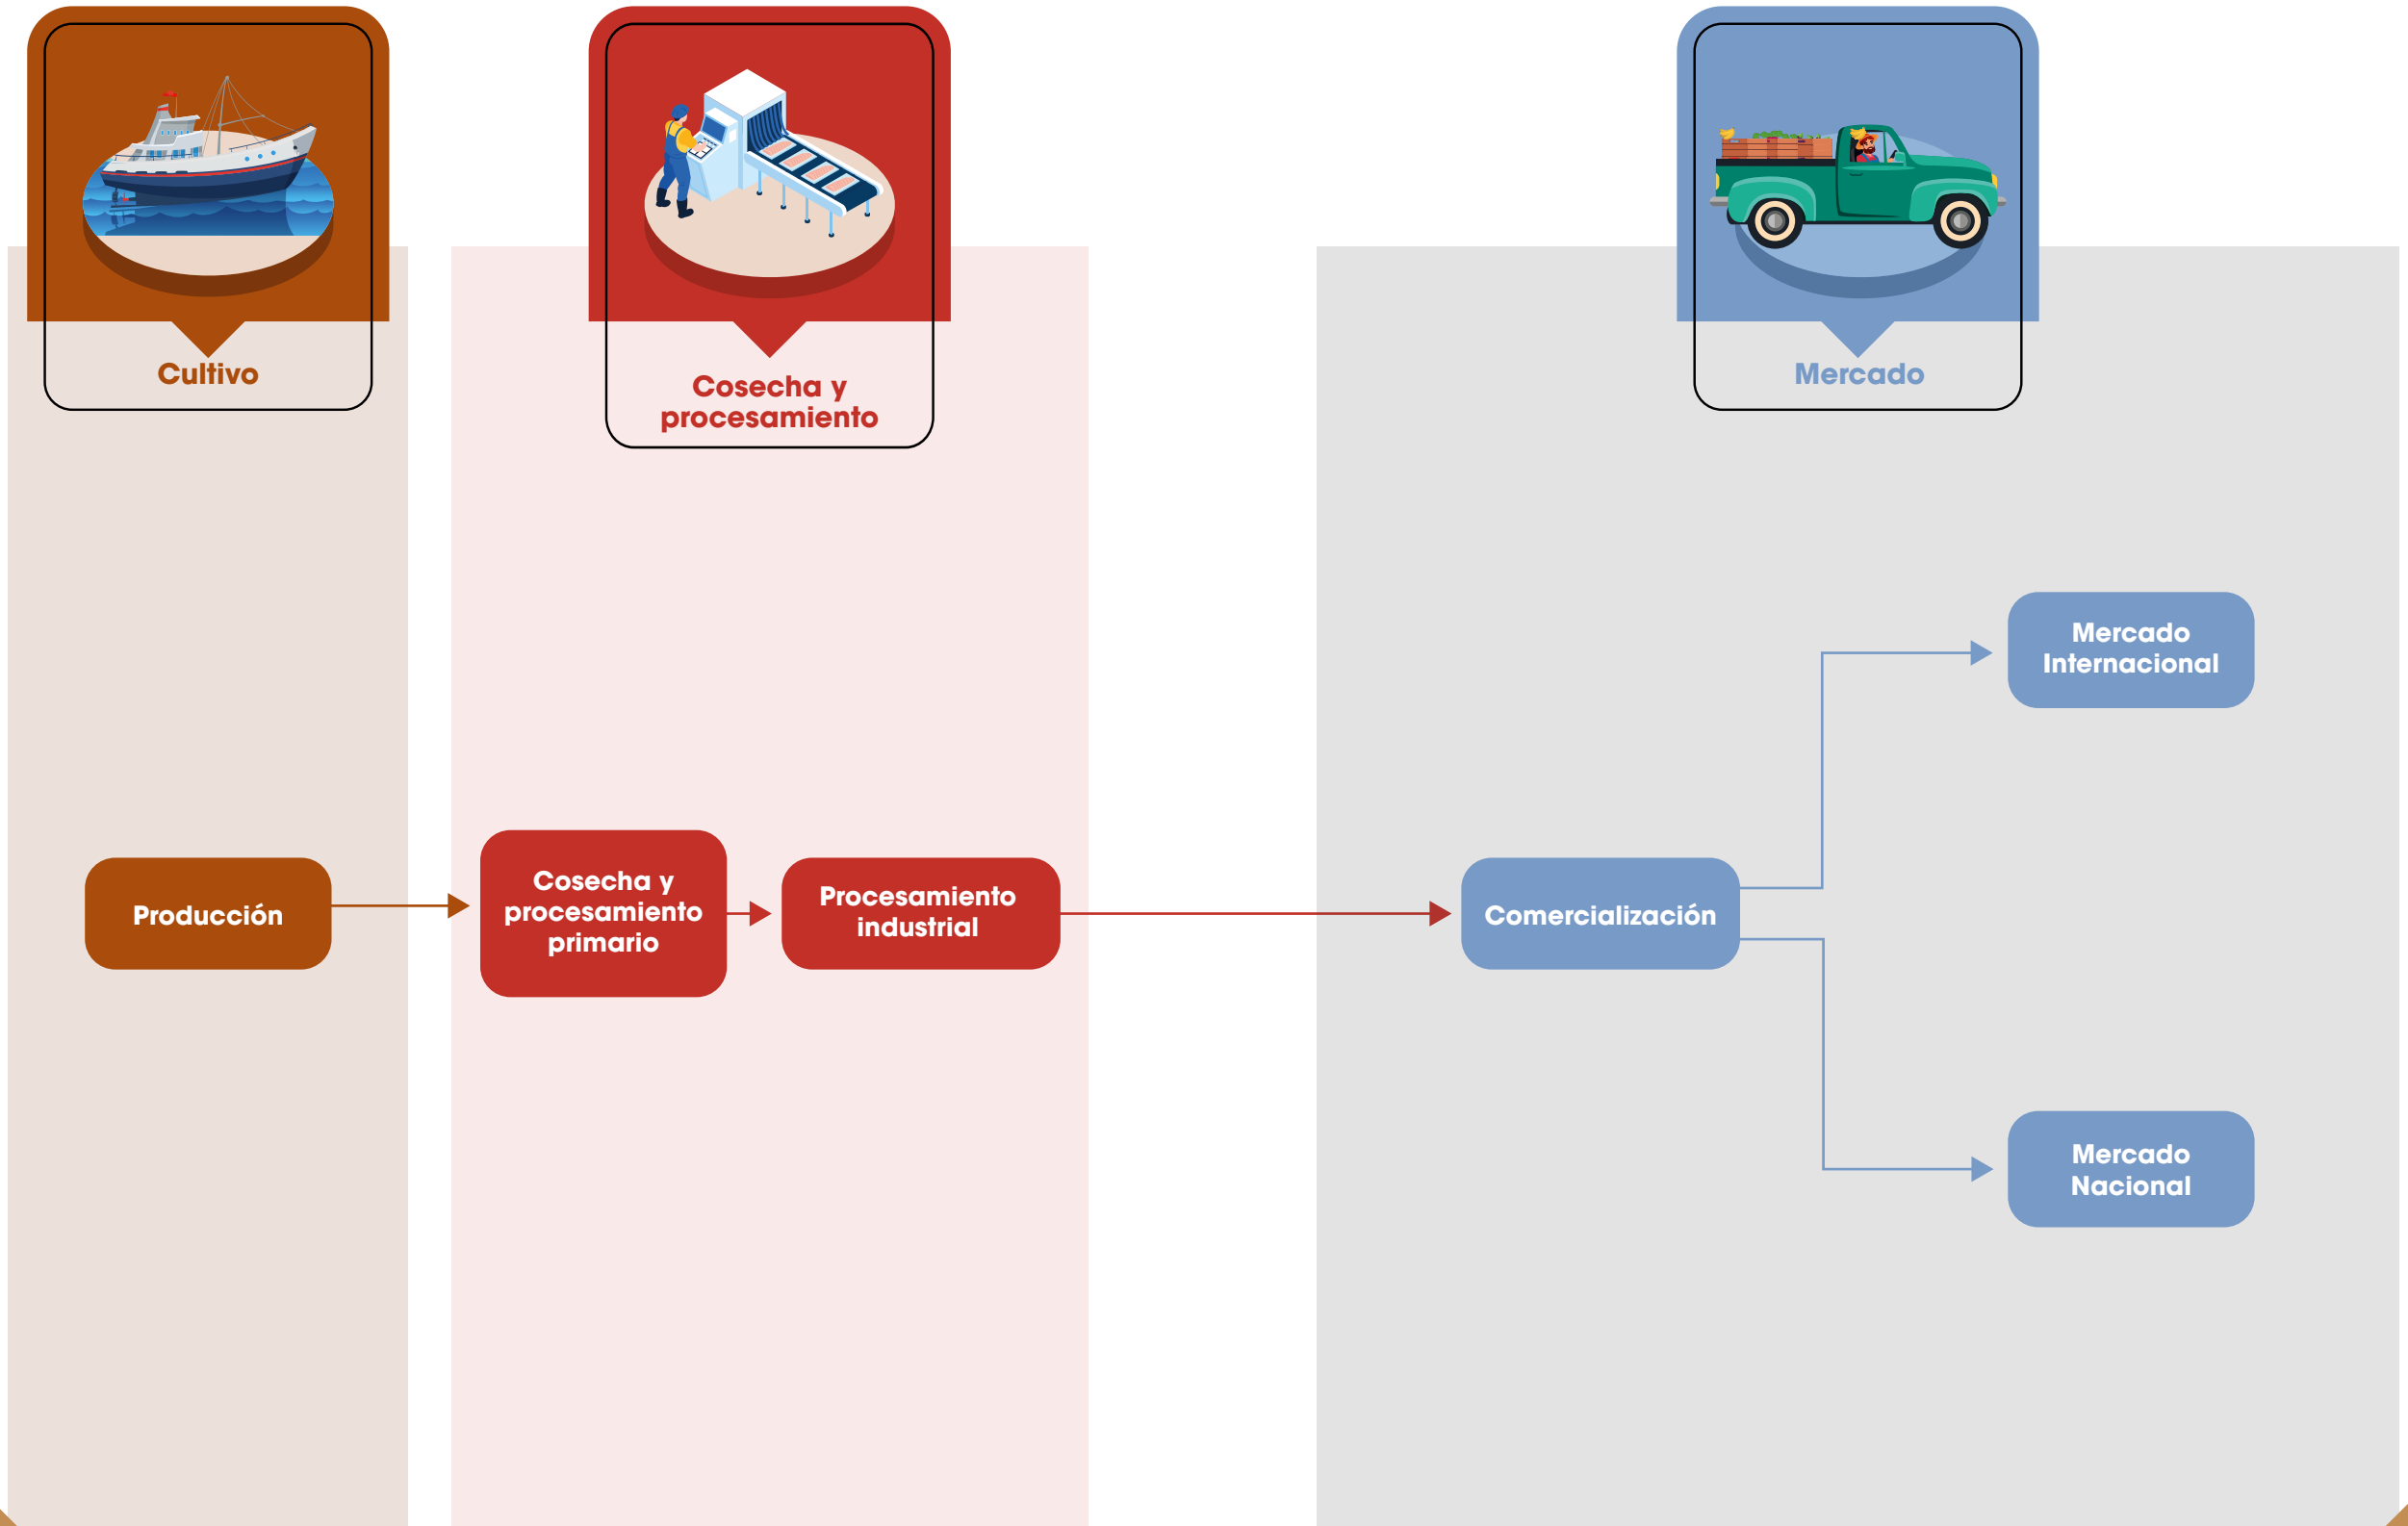 Cultivo
Cosecha y
procesamiento
Mercado
Mercado
Internacional
Producción
Cosecha y
procesamiento
primario
Procesamiento
industrial
Comercialización
Mercado
Nacional